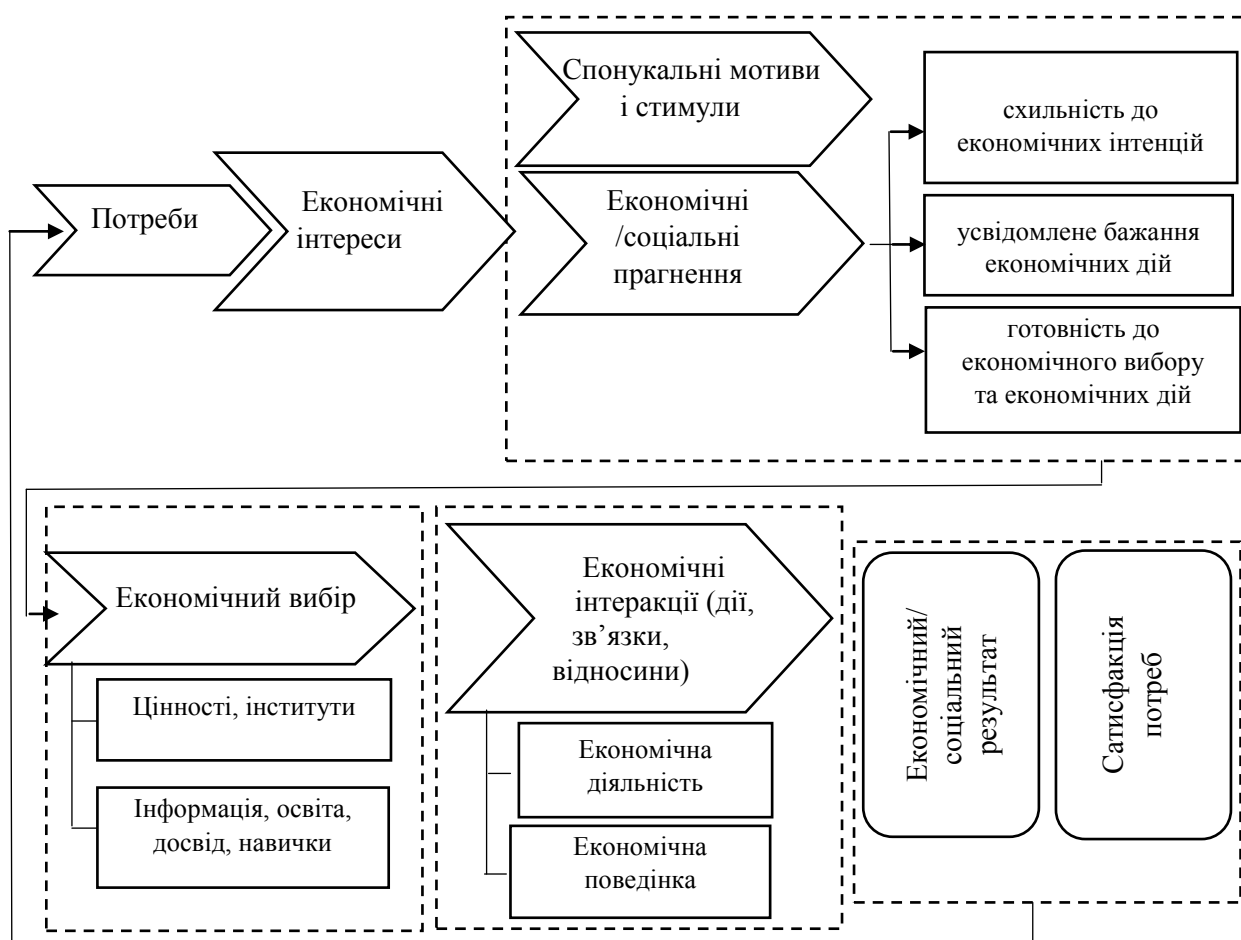 Потреби
Економічні
інтереси
Спонукальні мотиви
і стимули
Економічні
/соціальні
прагнення
схильність до
економічних інтенцій
усвідомлене бажання
економічних дій
готовність до
економічного вибору
та економічних дій
Економічний вибір
Цінності, інститути
Інформація, освіта,
досвід, навички
Економічні
інтеракції (дії,
зв’язки,
відносини)
Економічна
діяльність
Економічна
поведінка
Економічний/
соціальний
результат
Сатисфакція
потреб